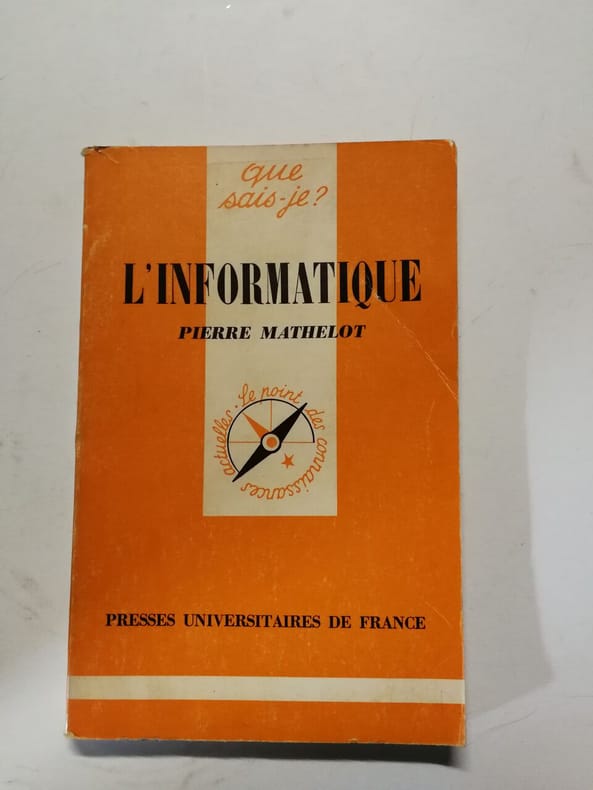 que
sais-je?
L'INFORMATIQUE
PIERRE MATHELOT
Le point des connaissances actuelles
PRESSES UNIVERSITAIRES DE FRANCE